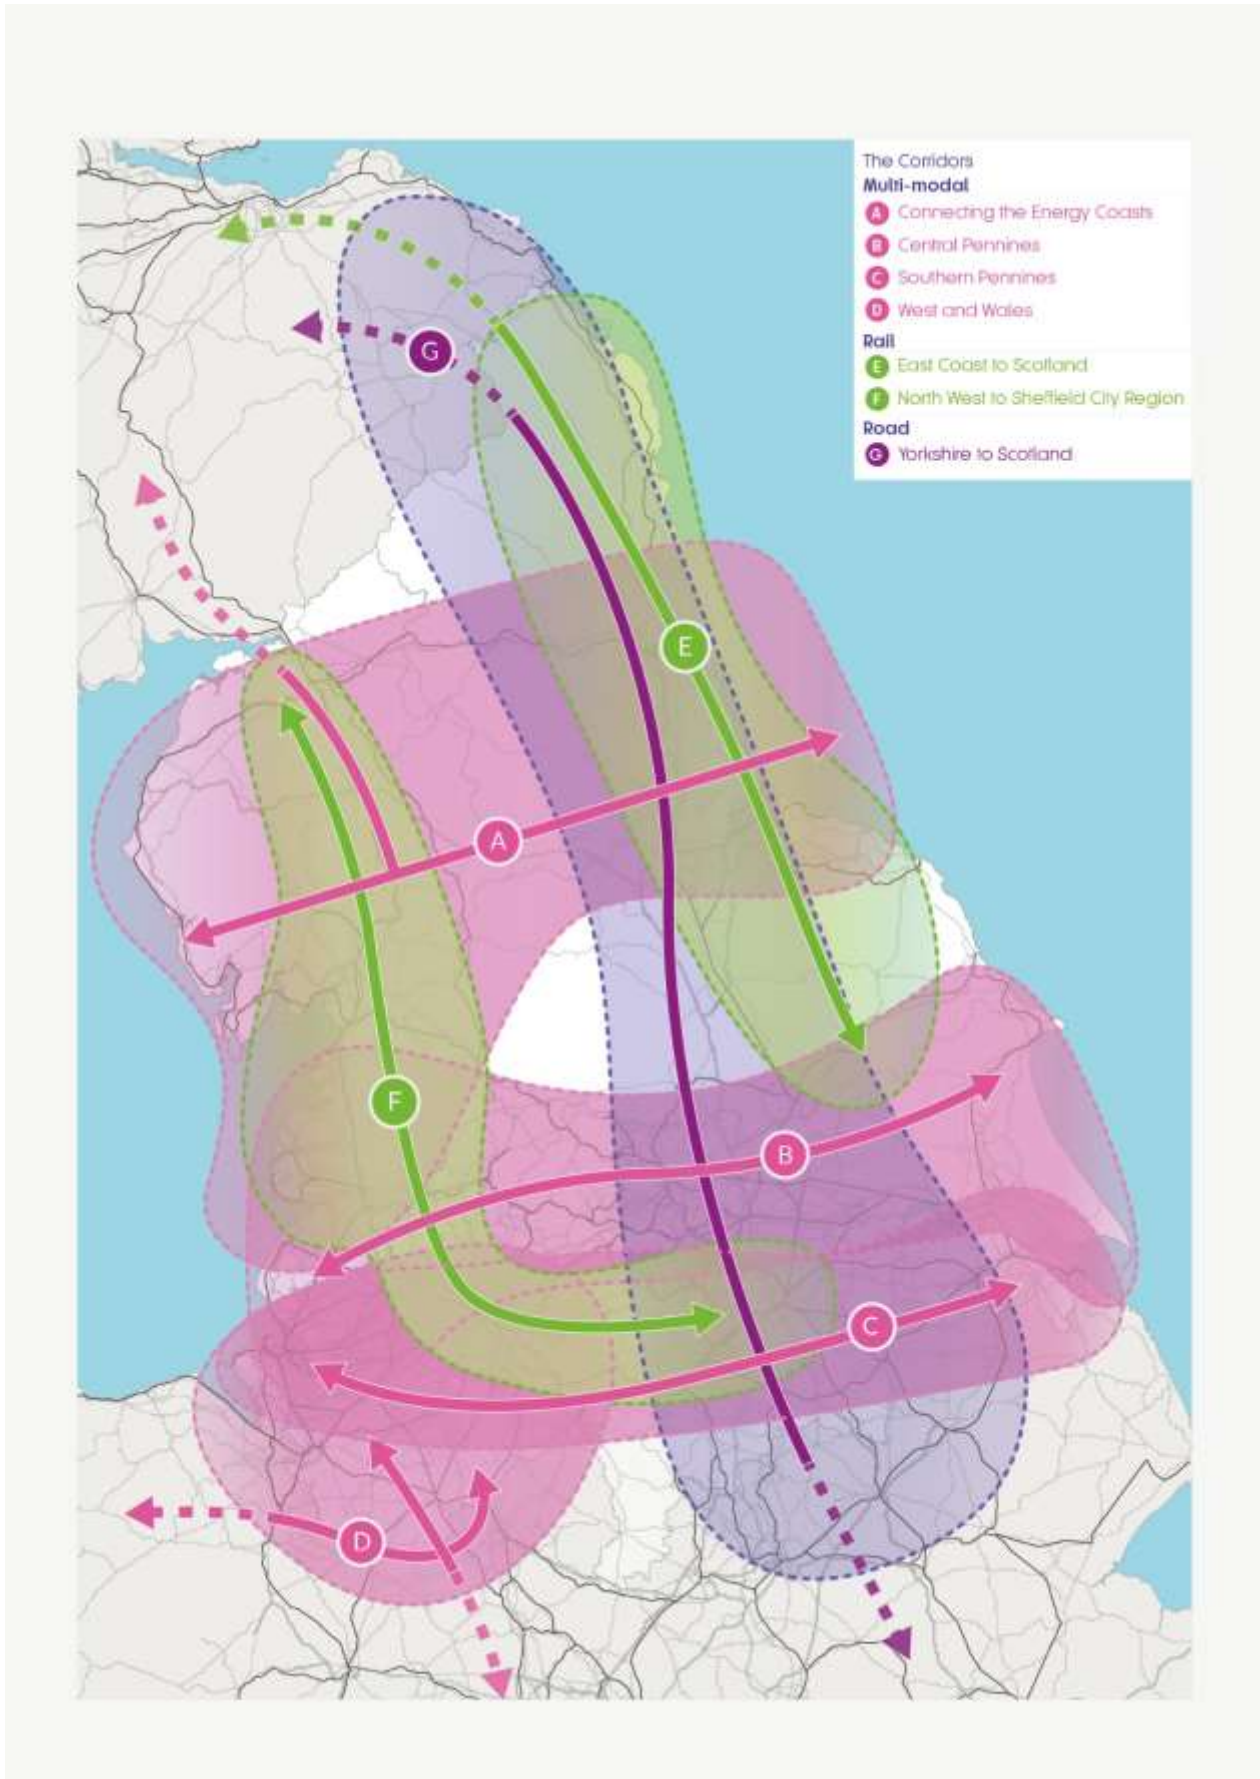 The Corridors
Multi-modal
A Connecting the Energy Coasts
B Central Pennines
C Southern Pennines
D West and Wales
Rail
E East Coast to Scotland
F North West to Sheffield City Region
Road
G Yorkshire to Scotland
G
E
A
F
B
C
D